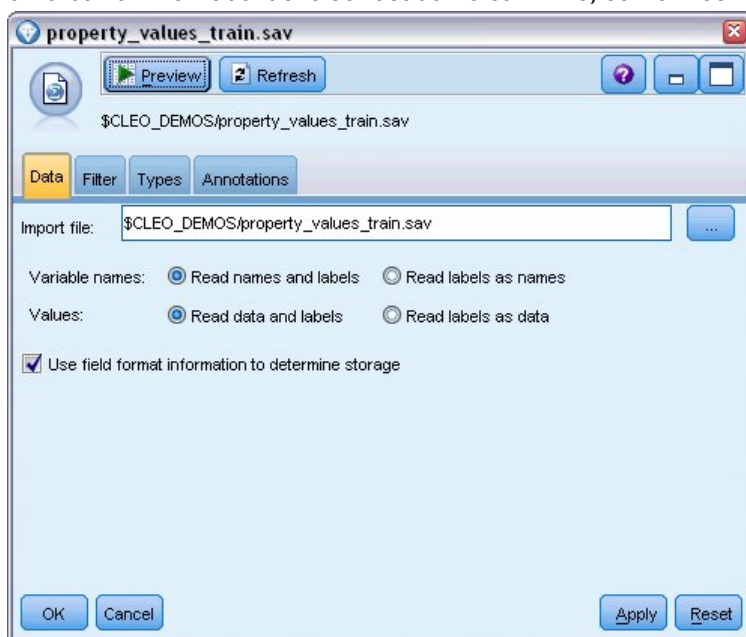 property_values_train.sav
Preview Refresh
$CLEO_DEMOS/property_values_train.sav
Data Filter Types Annotations
Import file: $CLEO_DEMOS/property_values_train.sav ...
Variable names: Read names and labels Read labels as names
Values: Read data and labels Read labels as data
Use field format information to determine storage
OK Cancel Apply Reset